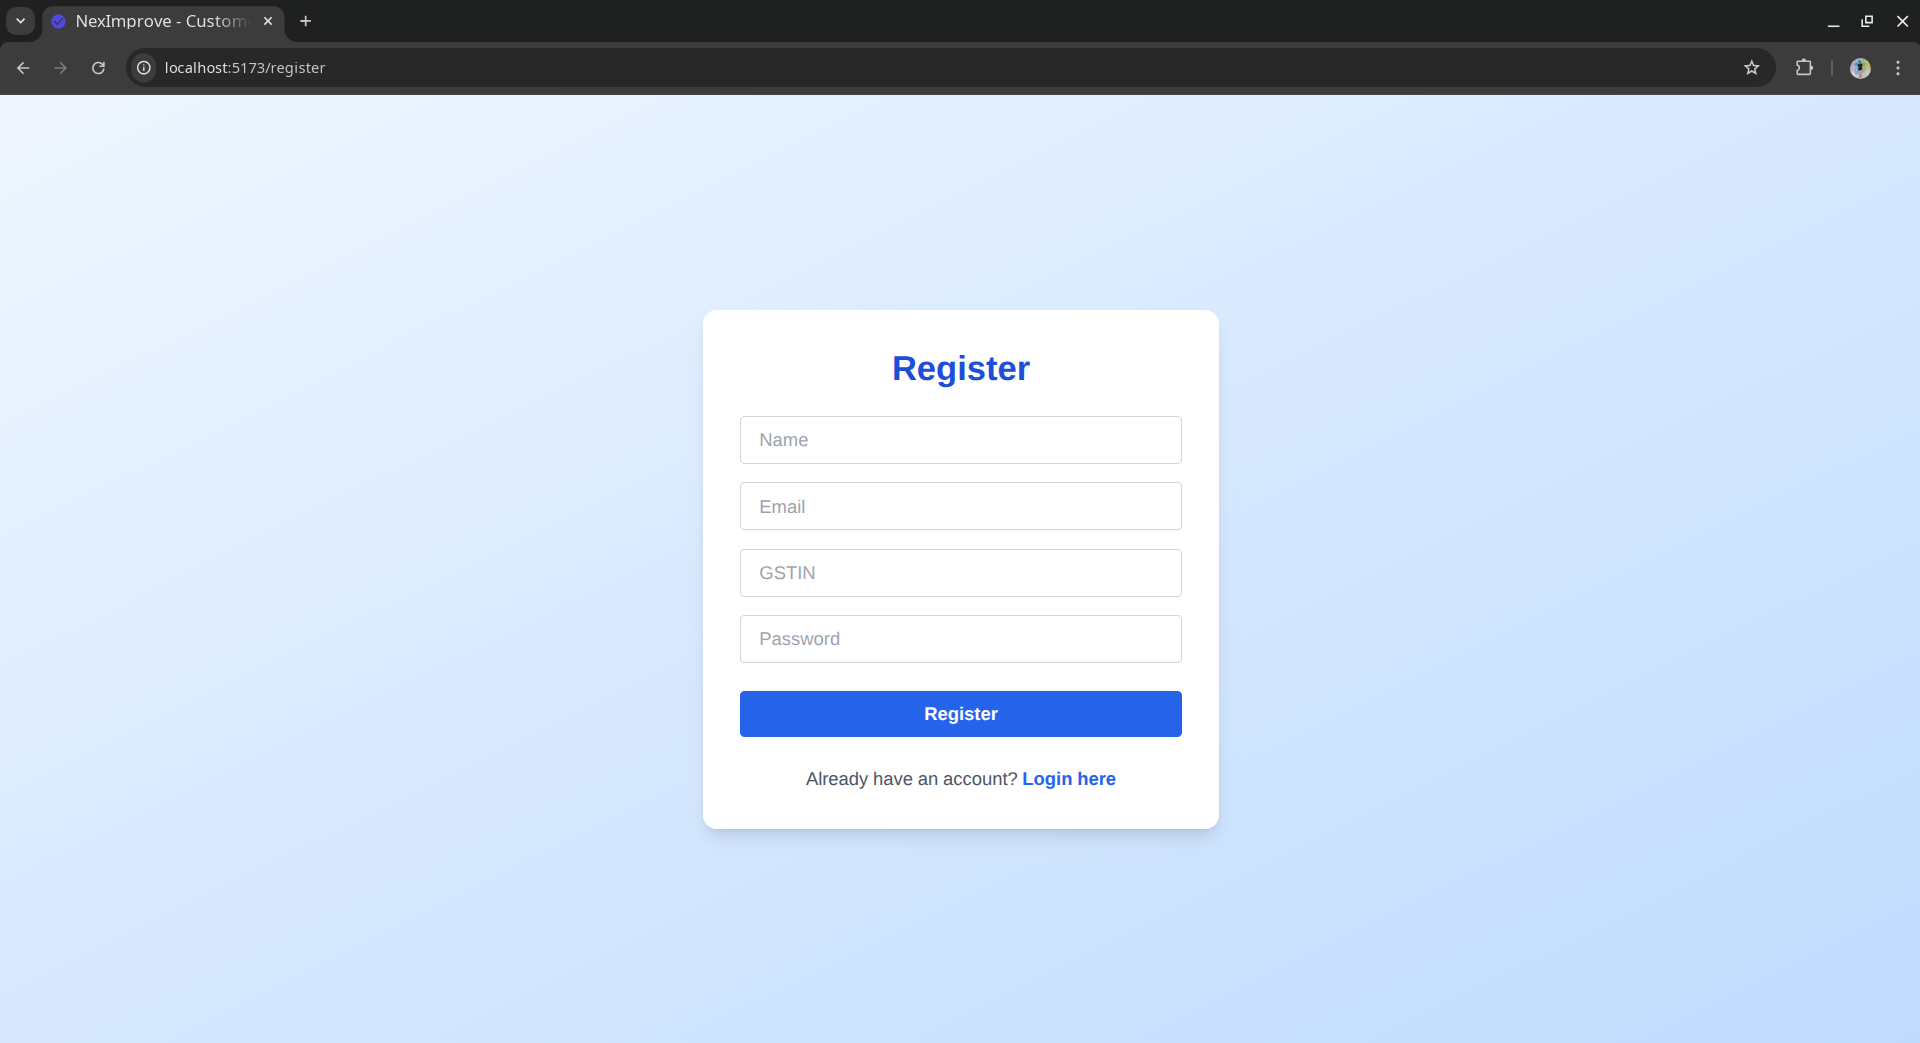 NexImprove - Custom
localhost:5173/register
Register
Name
Email
GSTIN
Password
Register
Already have an account? Login here